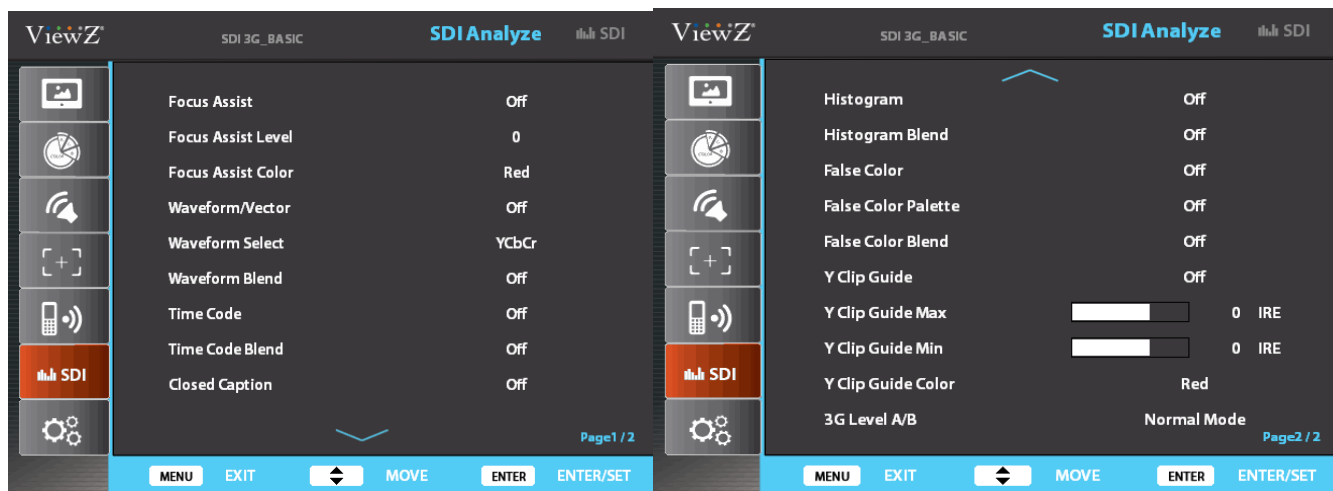 ViewZ SDI 3G_BASIC SDI Analyze SDI
COLOR
SDI
Focus Assist Off
Focus Assist Level 0
Focus Assist Color Red
Waveform/Vector Off
Waveform Select YCbCr
Waveform Blend Off
Time Code Off
Time Code Blend Off
Closed Caption Off
Page1 / 2
MENU EXIT MOVE ENTER ENTER/SET
ViewZ SDI 3G_BASIC SDI Analyze SDI
COLOR
SDI
Histogram Off
Histogram Blend Off
False Color Off
False Color Palette Off
False Color Blend Off
Y Clip Guide Off
Y Clip Guide Max 0 IRE
Y Clip Guide Min 0 IRE
Y Clip Guide Color Red
3G Level A/B Normal Mode
Page2 / 2
MENU EXIT MOVE ENTER ENTER/SET